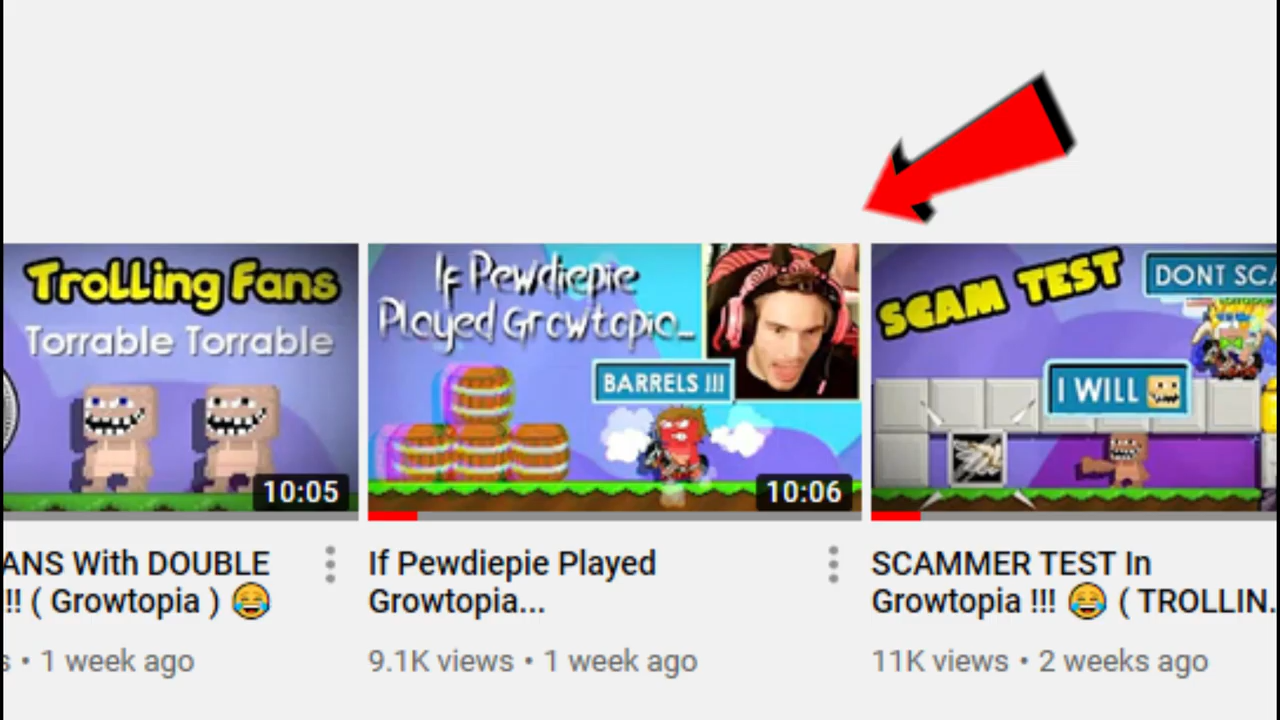 Trolling Fans
Torrable Torrable
10:05
ANS With DOUBLE
!! ( Growtopia ) 😂
s • 1 week ago
If Pewdiepie
Played Growtopia...
BARRELS !!!
10:06
If Pewdiepie Played
Growtopia...
9.1K views • 1 week ago
SCAM TEST
DONT SCA
I WILL
SCAMMER TEST In
Growtopia !!! 😂 ( TROLLIN...
11K views • 2 weeks ago